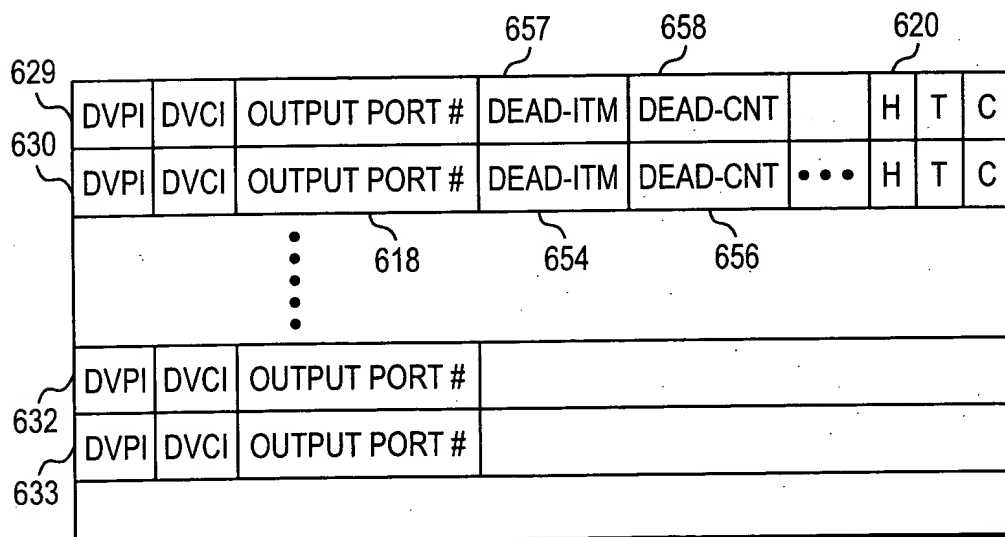 657 658 620
629
DVPI DVCI OUTPUT PORT # DEAD-ITM DEAD-CNT H T C
630
DVPI DVCI OUTPUT PORT # DEAD-ITM DEAD-CNT ••• H T C
618 654 656
DVPI DVCI OUTPUT PORT #
632
DVPI DVCI OUTPUT PORT #
633